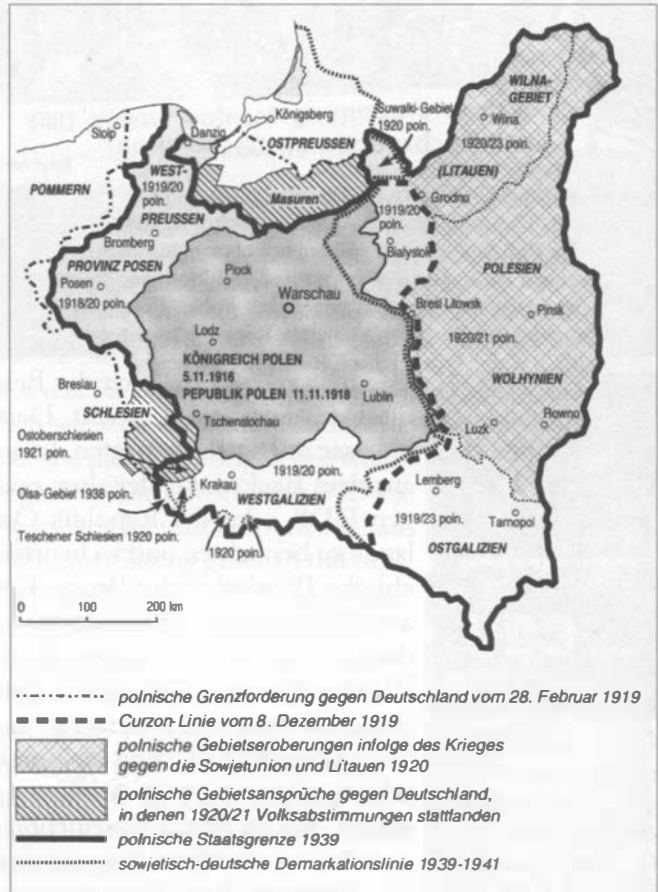 WILNA-
GEBIET
Königsberg
Suwalki-Gebiet
1920 poln.
Wilna
1920/23 poln.
Stolp
Danzig
OSTPREUSSEN
(LITAUEN)
WEST-
1919/20
poln.
POMMERN
PREUSSEN
Masuren
Grodno
1919/20
poln.
Bromberg
Bialystok
PROVINZ POSEN
Plock
POLESIEN
Posen
1918/20 poln.
Warschau
Brest Litowsk
Pinsk
Lodz
1920/21 poln.
KÖNIGREICH POLEN
5.11.1916
PEPUBLIK POLEN 11.11.1918
WOLHYNIEN
Breslau
Lublin
SCHLESIEN
Tschenstochau
Luzk
Rowno
Ostoberschlesien
1921 poln.
1919/20 poln.
Krakau
Lemberg
Olsa-Gebiet 1938 poln.
WESTGALIZIEN
1919/23 poln.
Tarnopol
Teschener Schlesien 1920 poln.
1920 poln.
OSTGALIZIEN
0 100 200 km
polnische Grenzforderung gegen Deutschland vom 28. Februar 1919
Curzon-Linie vom 8. Dezember 1919
polnische Gebietseroberungen infolge des Krieges
gegen die Sowjetunion und Litauen 1920
polnische Gebietsansprüche gegen Deutschland,
in denen 1920/21 Volksabstimmungen stattfanden
polnische Staatsgrenze 1939
sowjetisch-deutsche Demarkationslinie 1939-1941